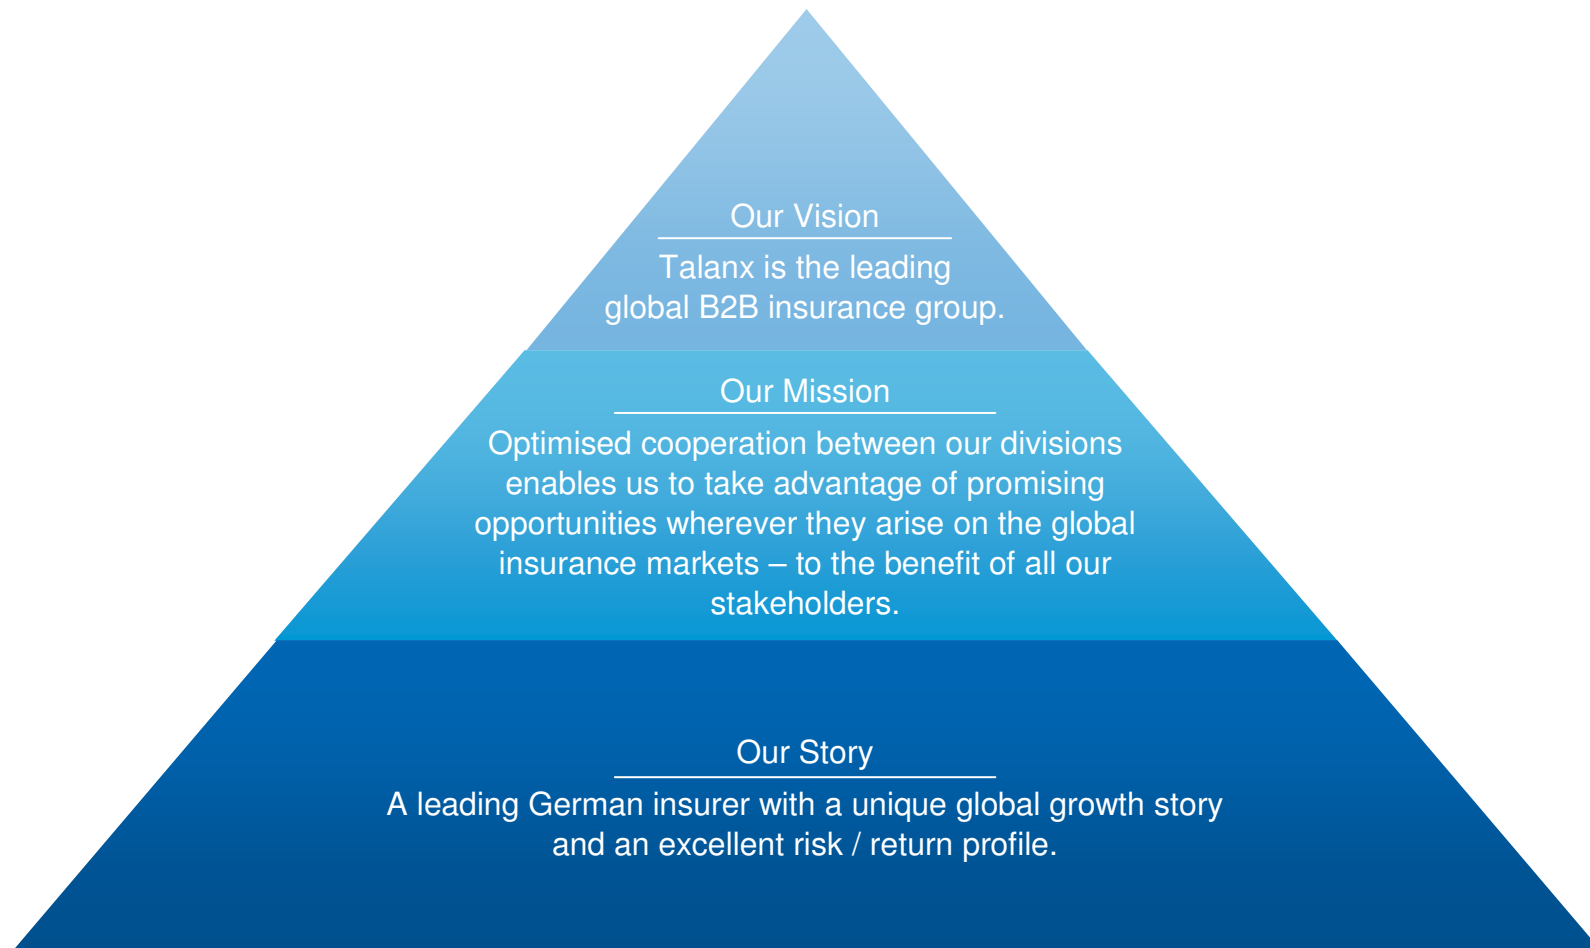 Our Vision
Talanx is the leading
global B2B insurance group.
Our Mission
Optimised cooperation between our divisions
enables us to take advantage of promising
opportunities wherever they arise on the global
insurance markets – to the benefit of all our
stakeholders.
Our Story
A leading German insurer with a unique global growth story
and an excellent risk / return profile.